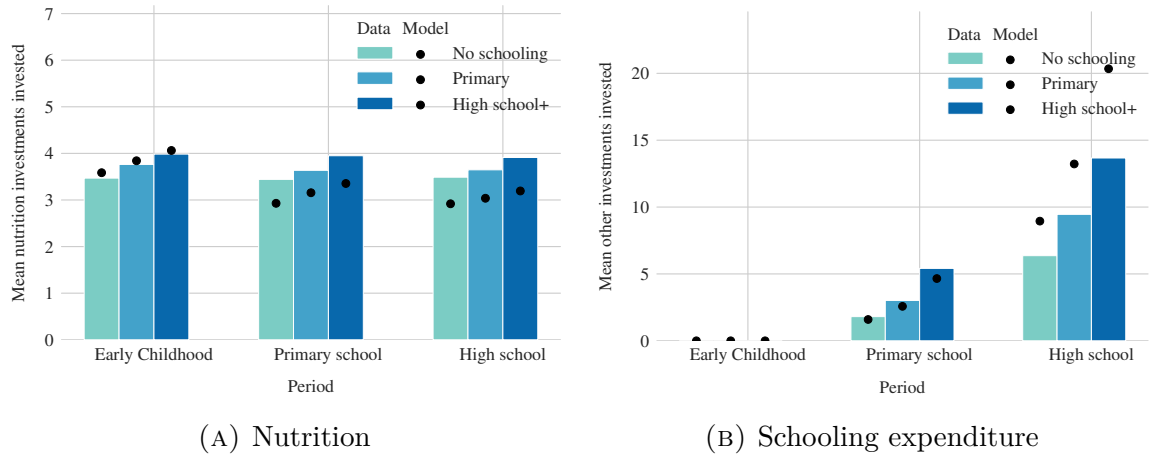 7
6
5
4
3
2
1
0
Mean nutrition investments invested
Data Model
No schooling
Primary
High school+
Early Childhood
Primary school
High school
Period
(A) Nutrition
20
15
10
5
0
Mean other investments invested
Data Model
No schooling
Primary
High school+
Early Childhood
Primary school
High school
Period
(B) Schooling expenditure